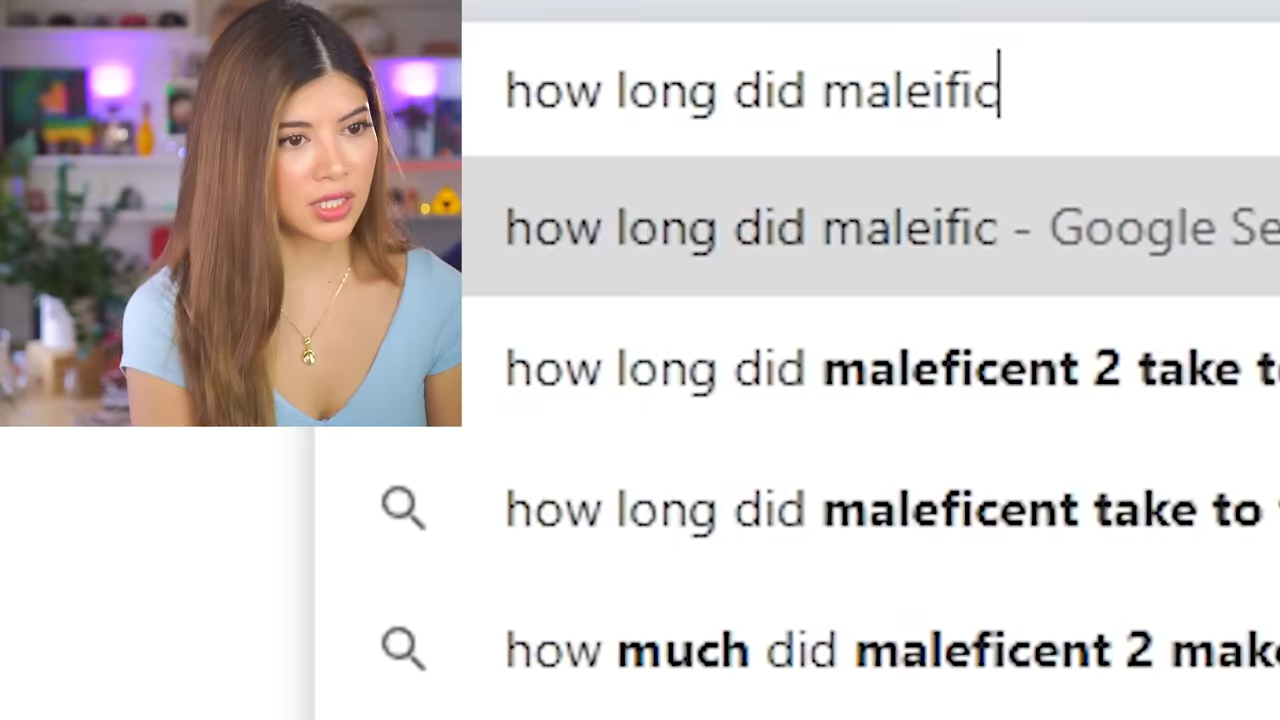 how long did maleific
how long did maleific - Google Se
how long did maleficent 2 take t
how long did maleficent take to
how much did maleficent 2 mak